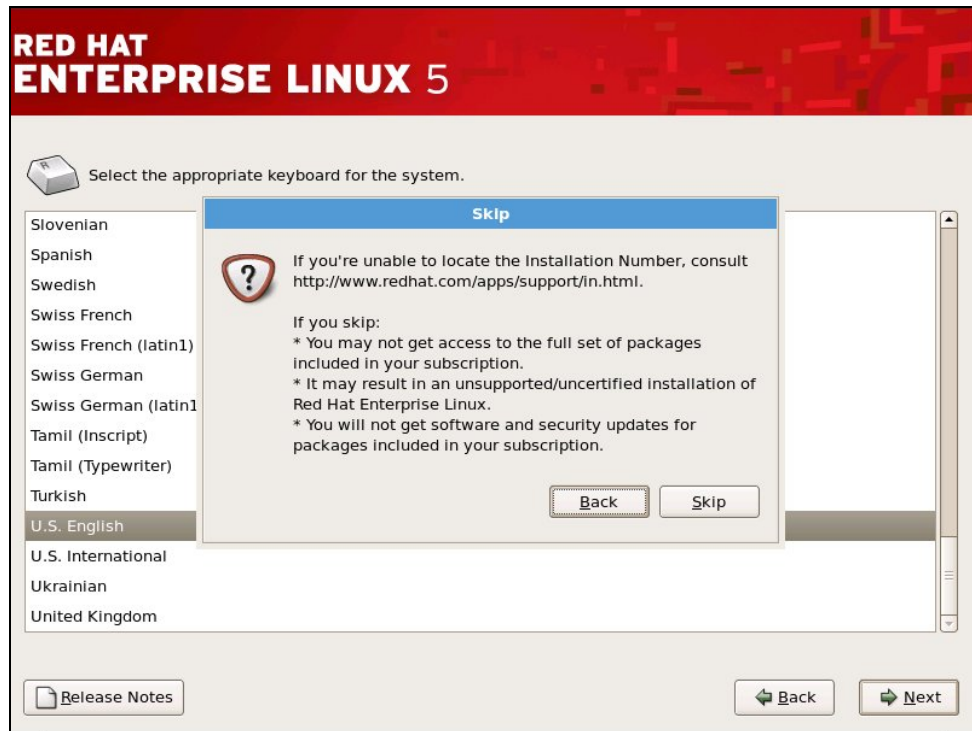 RED HAT
ENTERPRISE LINUX 5
Select the appropriate keyboard for the system.
Slovenian
Spanish
Swedish
Swiss French
Swiss French (latin1)
Swiss German
Swiss German (latin1
Tamil (Inscript)
Tamil (Typewriter)
Turkish
U.S. English
U.S. International
Ukrainian
United Kingdom
Skip
If you're unable to locate the Installation Number, consult
http://www.redhat.com/apps/support/in.html.
If you skip:
* You may not get access to the full set of packages
included in your subscription.
* It may result in an unsupported/uncertified installation of
Red Hat Enterprise Linux.
* You will not get software and security updates for
packages included in your subscription.
Back Skip
Release Notes Back Next